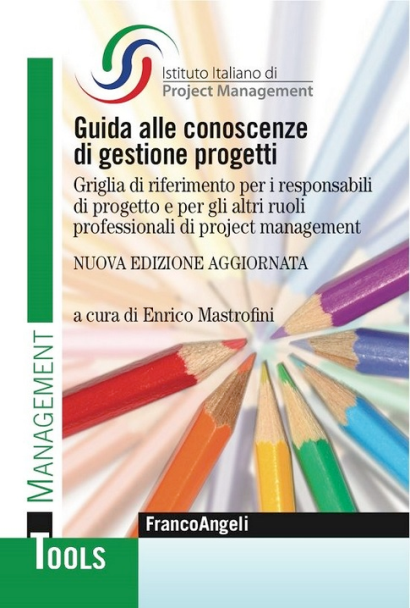 Istituto Italiano di
Project Management
Guida alle conoscenze
di gestione progetti
Griglia di riferimento per i responsabili
di progetto e per gli altri ruoli
professionali di project management
NUOVA EDIZIONE AGGIORNATA
a cura di Enrico Mastrofini
MANAGEMENT
FrancoAngeli
TOOLS